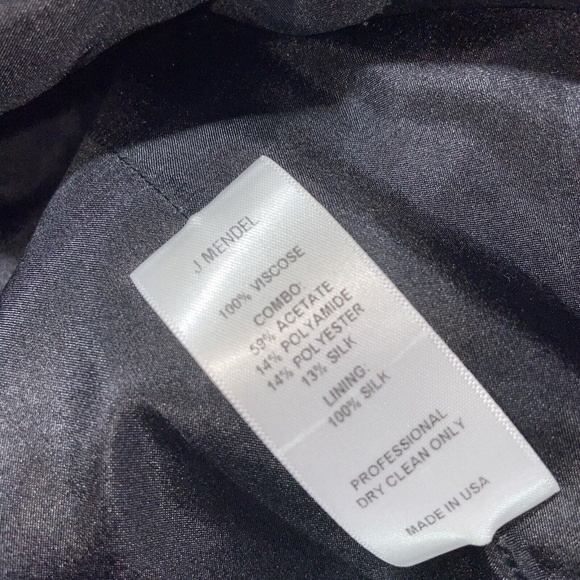 J MENDEL
100% VISCOSE
COMBO-
59% ACETATE
14% POLYAMIDE
14% POLYESTER
13% SILK
LINING:
100% SILK
PROFESSIONAL
DRY CLEAN ONLY
MADE IN USA